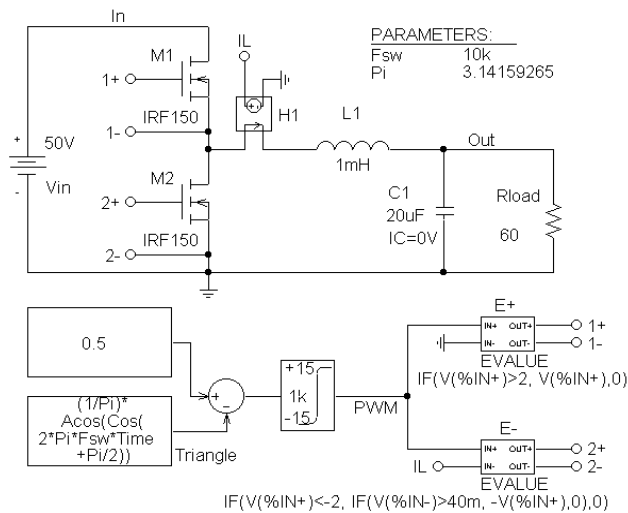 In
PARAMETERS:
Fsw 10k
Pi 3.14159265
IL
M1
1+
IRF150
1-
H1
L1
1mH
Out
+
50V
Vin
-
M2
2+
IRF150
2-
C1
20uF
IC=0V
Rload
60
0.5
(1/Pi)*
Acos(Cos(
2*Pi*Fsw*Time
+Pi/2))
Triangle
+
-
+15
1k
-15
PWM
E+
IN+ OUT+ 1+
IN- OUT- 1-
EVALUE
IF(V(%IN+)>2, V(%IN+),0)
E-
IN+ OUT+ 2+
IL IN- OUT- 2-
EVALUE
IF(V(%IN+)<-2, IF(V(%IN-)>40m, -V(%IN+),0),0)